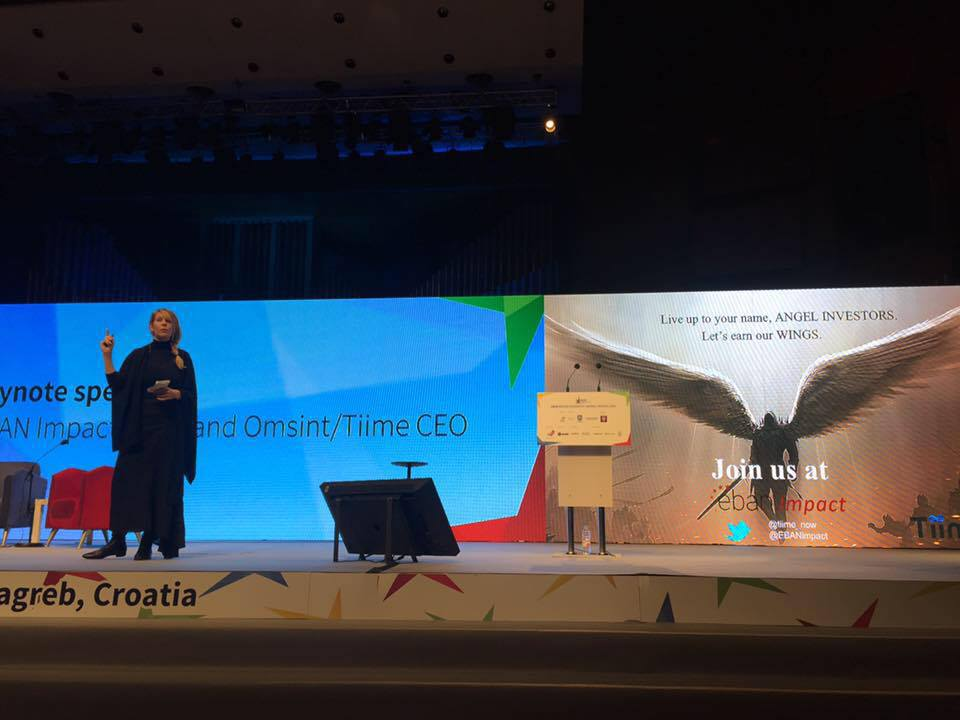 ynote spe
AN Impact and Omsint/Tiime CEO
Live up to your name, ANGEL INVESTORS.
Let's earn our WINGS.
Join us at
eban impact
@tiime_now
@EBANImpact
Tiim
agreb, Croatia